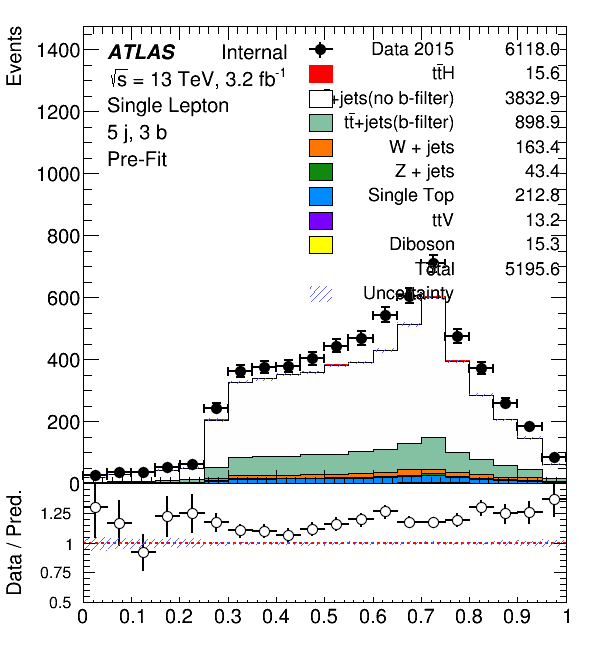 Events
1400
1200
1000
800
600
400
200
0
ATLAS Internal
√s = 13 TeV, 3.2 fb-1
Single Lepton
5 j, 3 b
Pre-Fit
Data 2015 6118.0
tt̄H 15.6
+jets(no b-filter) 3832.9
tt̄+jets(b-filter) 898.9
W + jets 163.4
Z + jets 43.4
Single Top 212.8
ttV 13.2
Diboson 15.3
Total 5195.6
Uncertainty
Data / Pred.
1.25
1
0.75
0.5
0 0.1 0.2 0.3 0.4 0.5 0.6 0.7 0.8 0.9 1